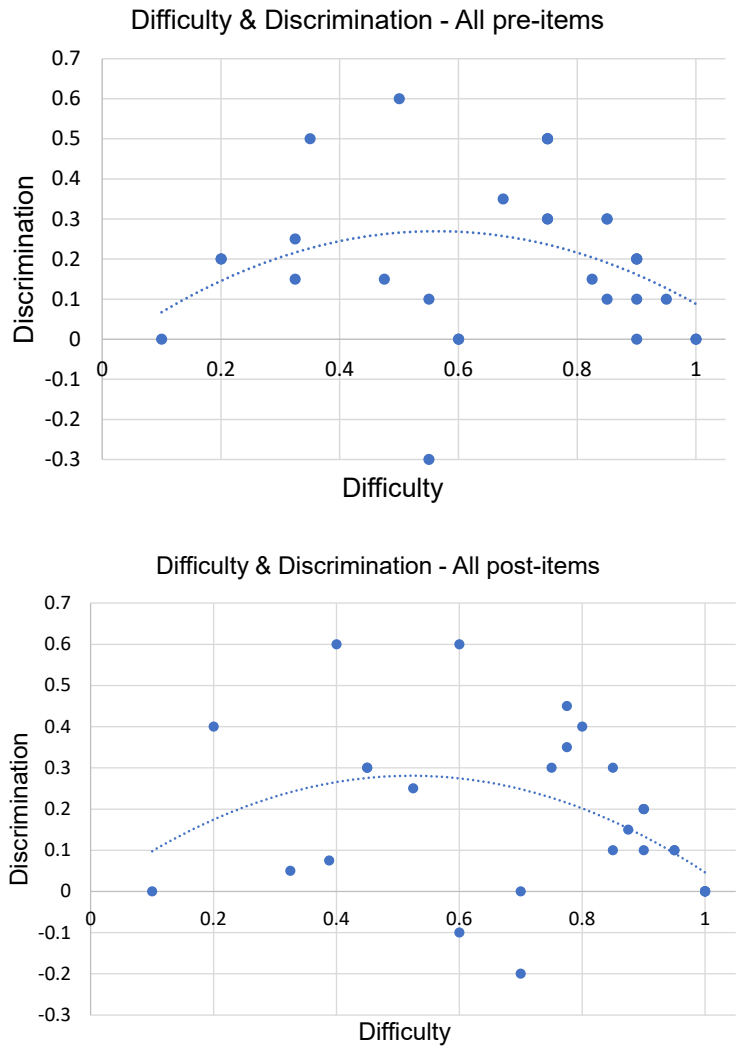 Difficulty & Discrimination - All pre-items
0.7
0.6
0.5
0.4
0.3
0.2
0.1
0
-0.1
-0.2
-0.3
0 0.2 0.4 0.6 0.8 1
Discrimination
Difficulty
Difficulty & Discrimination - All post-items
0.7
0.6
0.5
0.4
0.3
0.2
0.1
0
-0.1
-0.2
-0.3
0 0.2 0.4 0.6 0.8 1
Discrimination
Difficulty